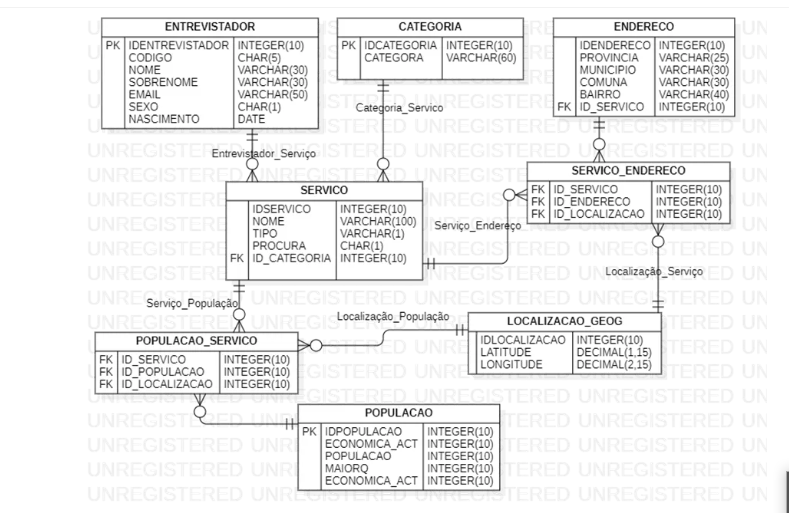 ENTREVISTADOR
PK IDENTREVISTADOR INTEGER(10)
CODIGO CHAR(5)
NOME VARCHAR(30)
SOBRENOME VARCHAR(30)
EMAIL VARCHAR(50)
SEXO CHAR(1)
NASCIMENTO DATE
CATEGORIA
PK IDCATEGORIA INTEGER(10)
CATEGORA VARCHAR(60)
ENDERECO
IDENDERECO INTEGER(10)
PROVINCIA VARCHAR(25)
MUNICIPIO VARCHAR(30)
COMUNA VARCHAR(30)
BAIRRO VARCHAR(40)
FK ID_SERVICO INTEGER(10)
Categoria_Servico
Entrevistador_Serviço
SERVICO
IDSERVICO INTEGER(10)
NOME VARCHAR(100)
TIPO VARCHAR(1)
PROCURA CHAR(1)
FK ID_CATEGORIA INTEGER(10)
SERVICO_ENDERECO
FK ID_SERVICO INTEGER(10)
FK ID_ENDERECO INTEGER(10)
FK ID_LOCALIZACAO INTEGER(10)
Serviço_Endereço
Localização_Serviço
Serviço_População
Localização_População
POPULACAO_SERVICO
FK ID_SERVICO INTEGER(10)
FK ID_POPULACAO INTEGER(10)
FK ID_LOCALIZACAO INTEGER(10)
LOCALIZACAO_GEOG
IDLOCALIZACAO INTEGER(10)
LATITUDE DECIMAL(1,15)
LONGITUDE DECIMAL(2,15)
POPULACAO
PK IDPOPULACAO INTEGER(10)
ECONOMICA_ACT INTEGER(10)
POPULACAO INTEGER(10)
MAIORQ INTEGER(10)
ECONOMICA_ACT INTEGER(10)
UNREGISTERED UNREGISTERED UNREGISTERED UNREGISTERED UN